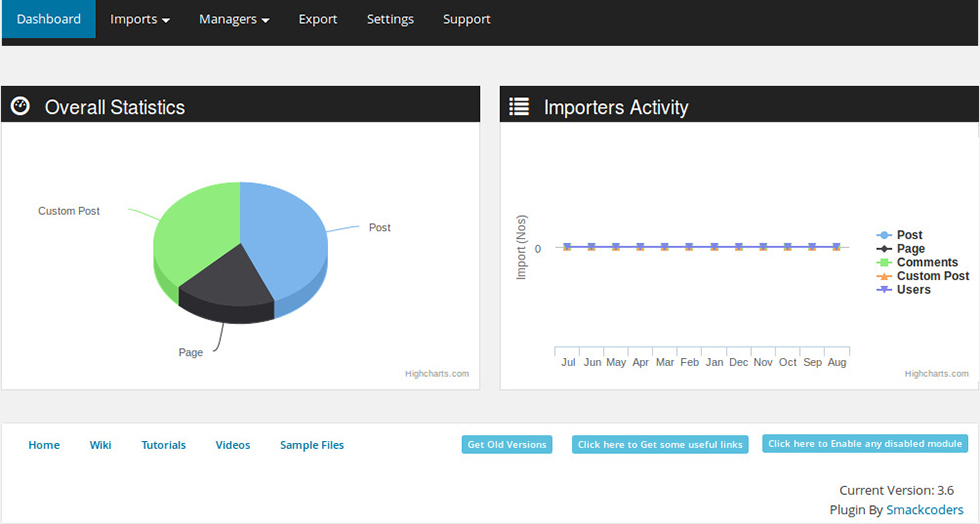 Dashboard Imports Managers Export Settings Support
Overall Statistics
Custom Post
Post
Page
Highcharts.com
Importers Activity
Import (Nos)
0
Post
Page
Comments
Custom Post
Users
Jul Jun May Apr Mar Feb Jan Dec Nov Oct Sep Aug
Highcharts.com
Home Wiki Tutorials Videos Sample Files Get Old Versions Click here to Get some useful links Click here to Enable any disabled module
Current Version: 3.6
Plugin By Smackcoders